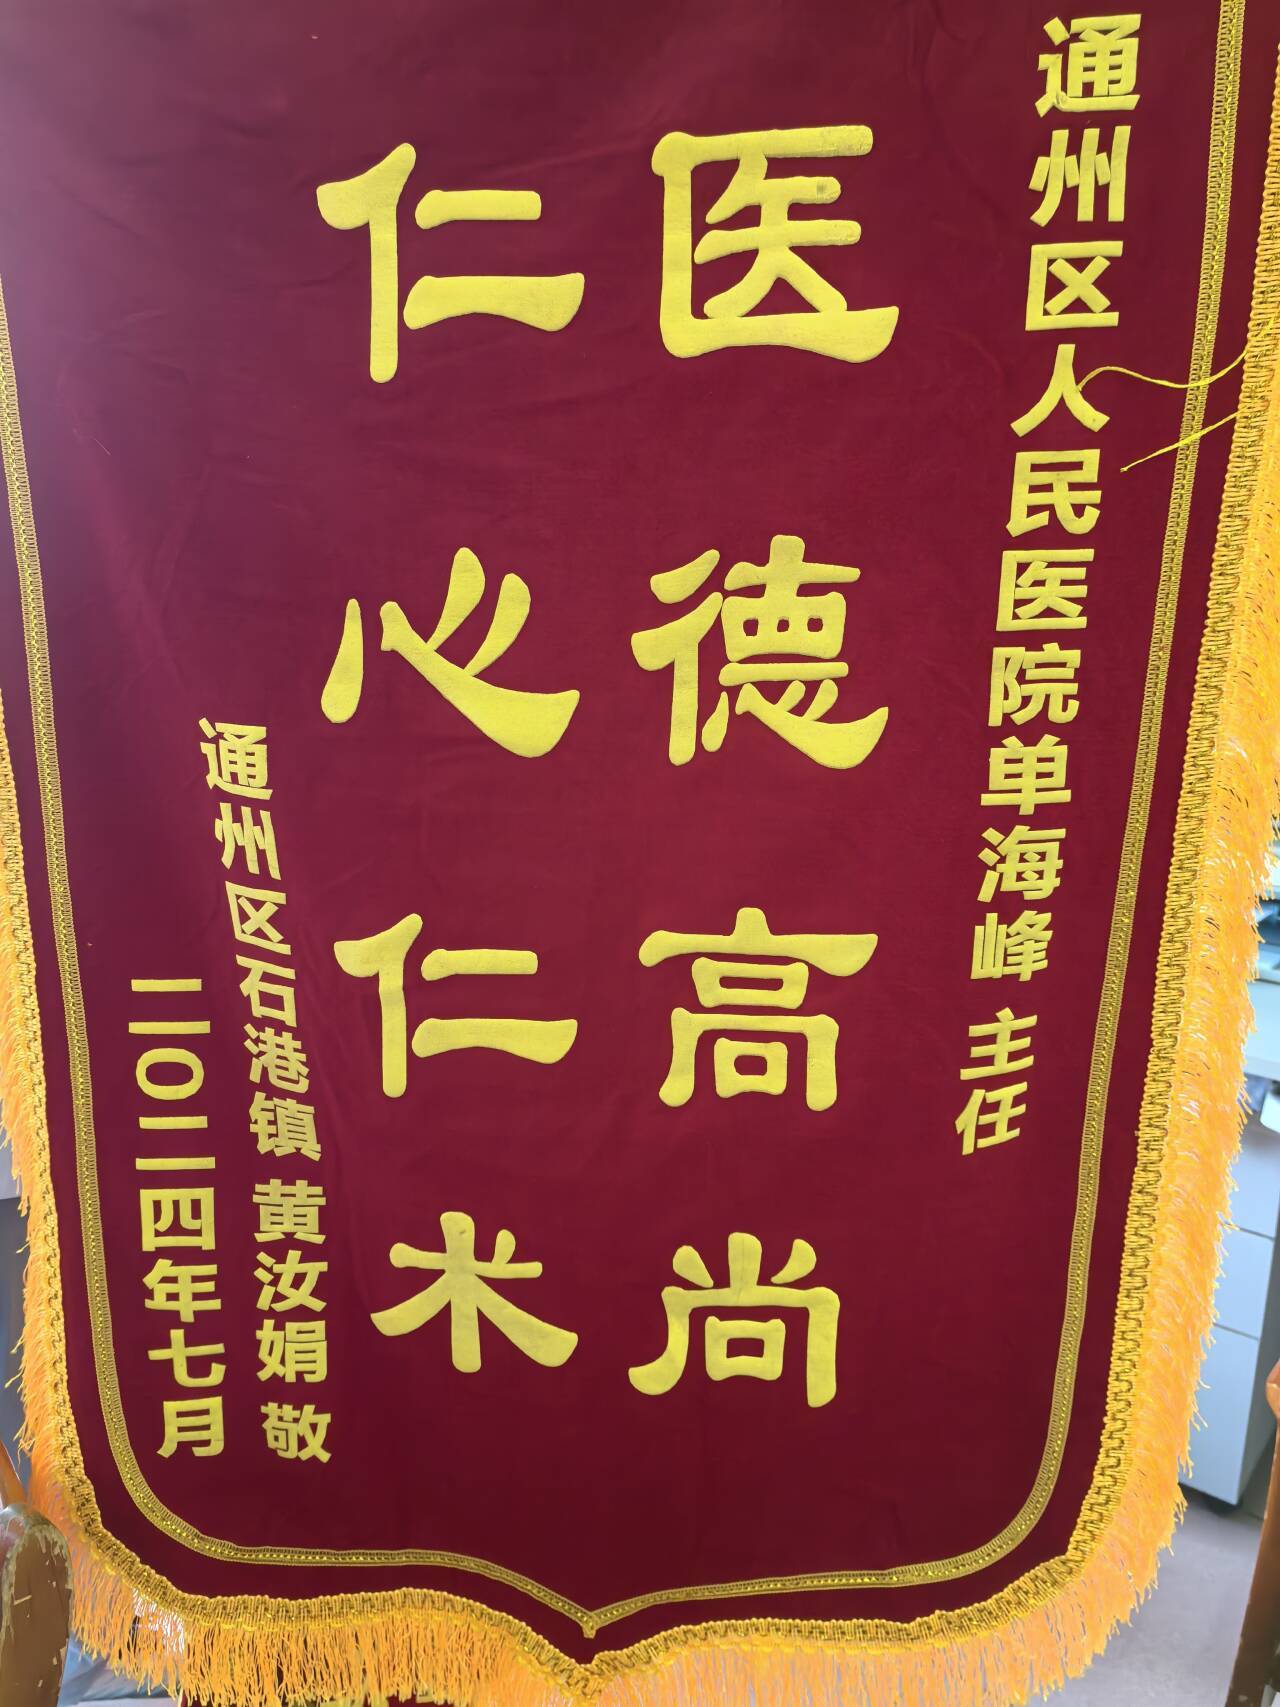 通州区人民医院单海峰 主任
医德高尚
仁心仁术
通州区石港镇 黄汝娟 敬
二〇二四年七月